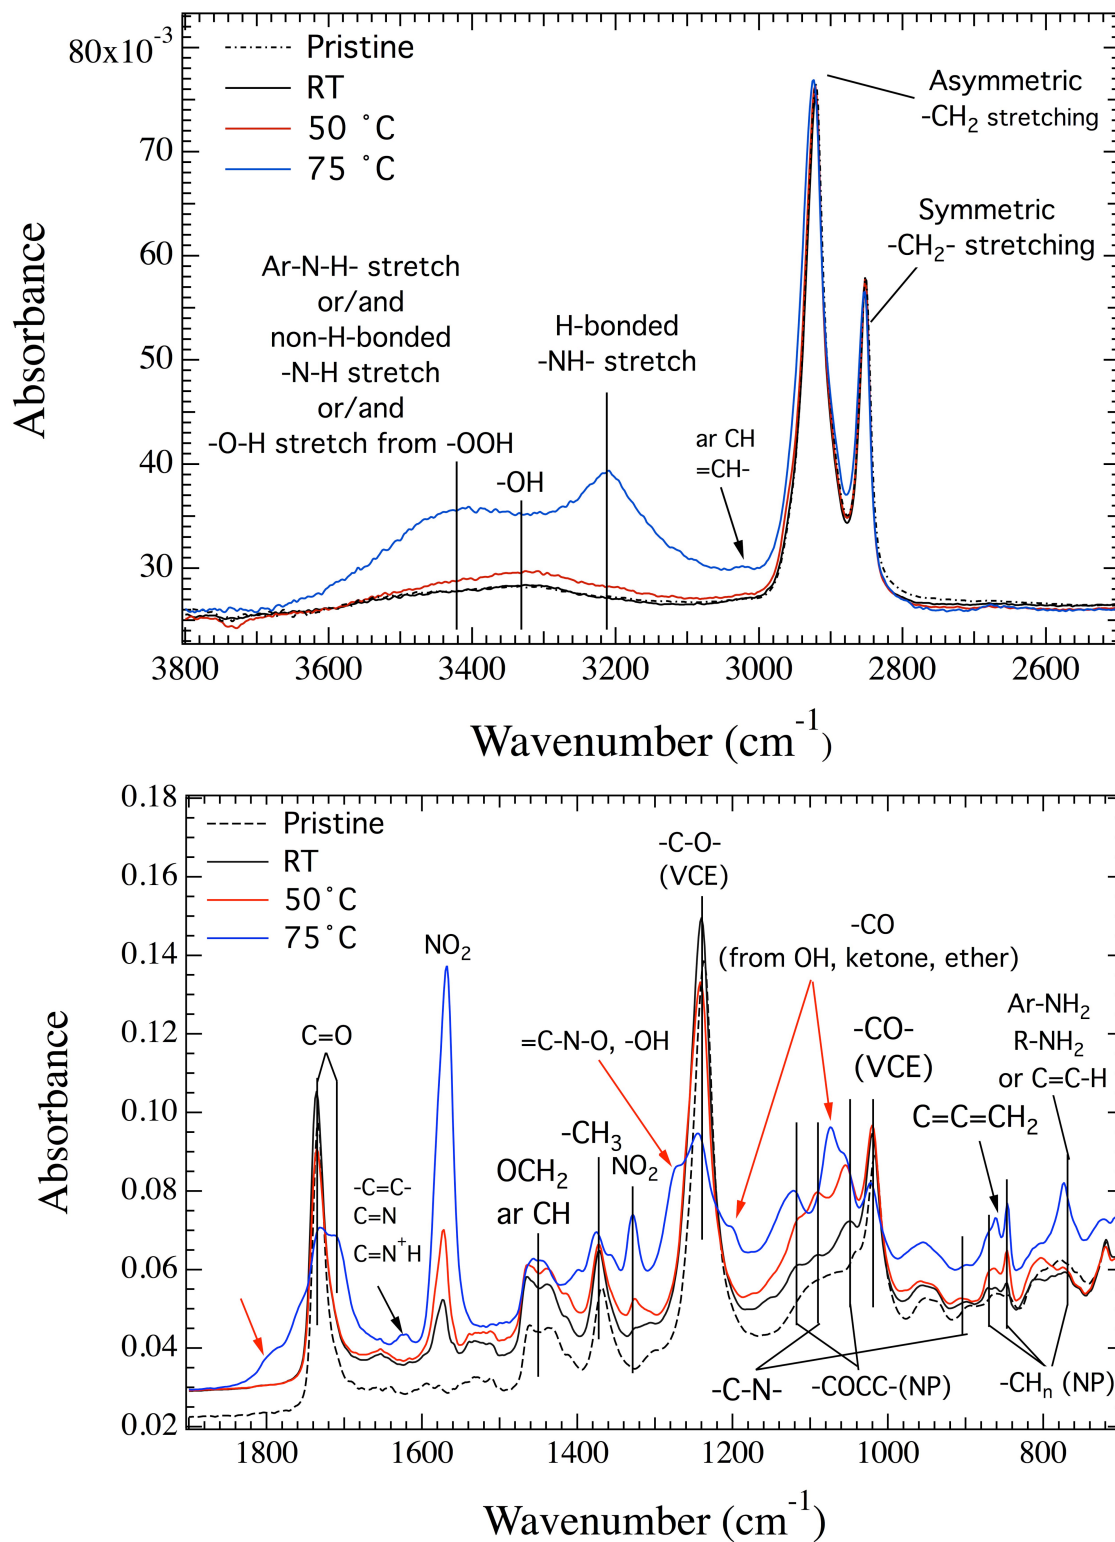 80x10-3
70
60
50
40
30
Absorbance
Pristine
RT
50 °C
75 °C
Asymmetric
-CH2 stretching
Symmetric
-CH2- stretching
Ar-N-H- stretch
or/and
non-H-bonded
-N-H stretch
or/and
-O-H stretch from -OOH
-OH
H-bonded
-NH- stretch
ar CH
=CH-
3800
3600
3400
3200
3000
2800
2600
Wavenumber (cm-1)
0.18
0.16
0.14
0.12
0.10
0.08
0.06
0.04
0.02
Absorbance
Pristine
RT
50°C
75°C
C=O
NO2
-C=C-
C=N
C=N+H
OCH2
ar CH
-CH3
NO2
=C-N-O, -OH
-C-O-
(VCE)
-CO
(from OH, ketone, ether)
-CO-
(VCE)
Ar-NH2
R-NH2
or C=C-H
C=C=CH2
-C-N-
-COCC-(NP)
-CHn (NP)
1800
1600
1400
1200
1000
800
Wavenumber (cm-1)